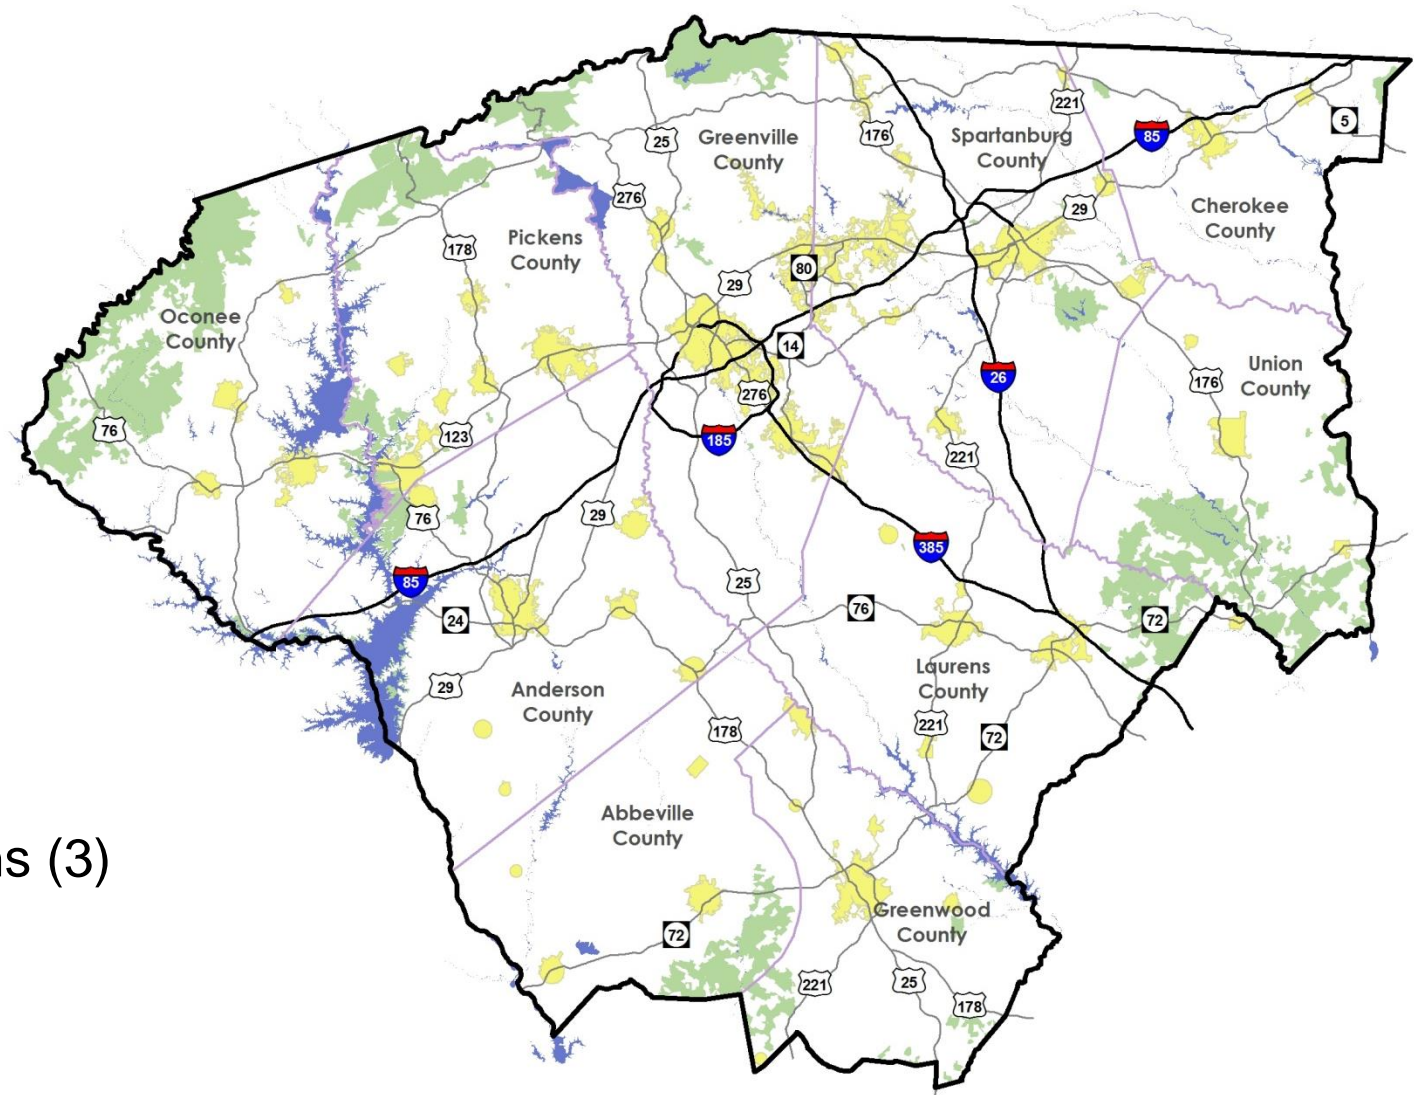 221
5
25
Greenville
County
176
Spartanburg
County
85
276
29
Cherokee
County
178
Pickens
County
80
29
Oconee
County
14
26
Union
County
176
276
76
123
185
221
76
29
385
85
25
24
76
72
Laurens
County
29
Anderson
County
178
221
72
Abbeville
County
s (3)
Greenwood
County
72
221
25
178